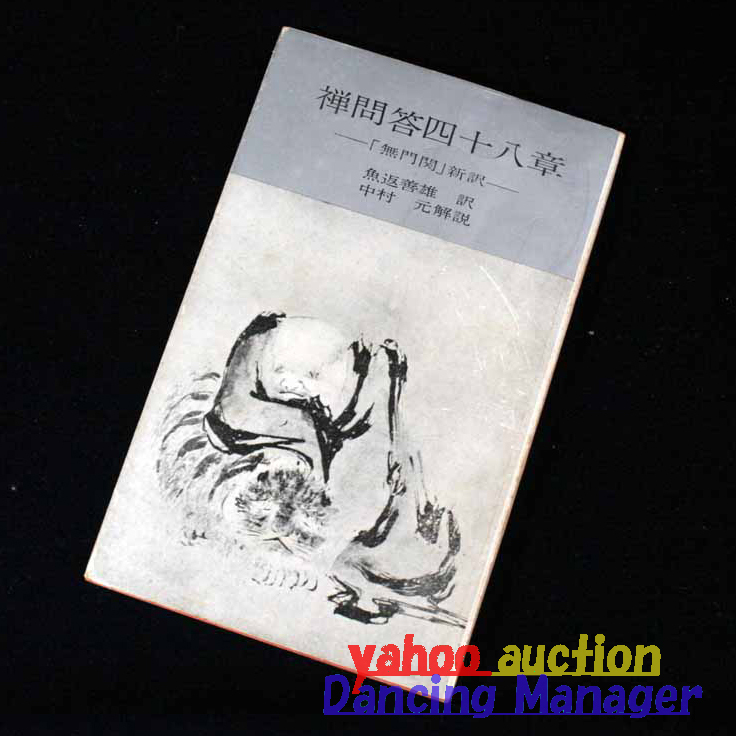 禅問答四十八章
―「無門関」新訳―
魚返善雄 訳
中村 元解説
yahoo auction
Dancing Manager